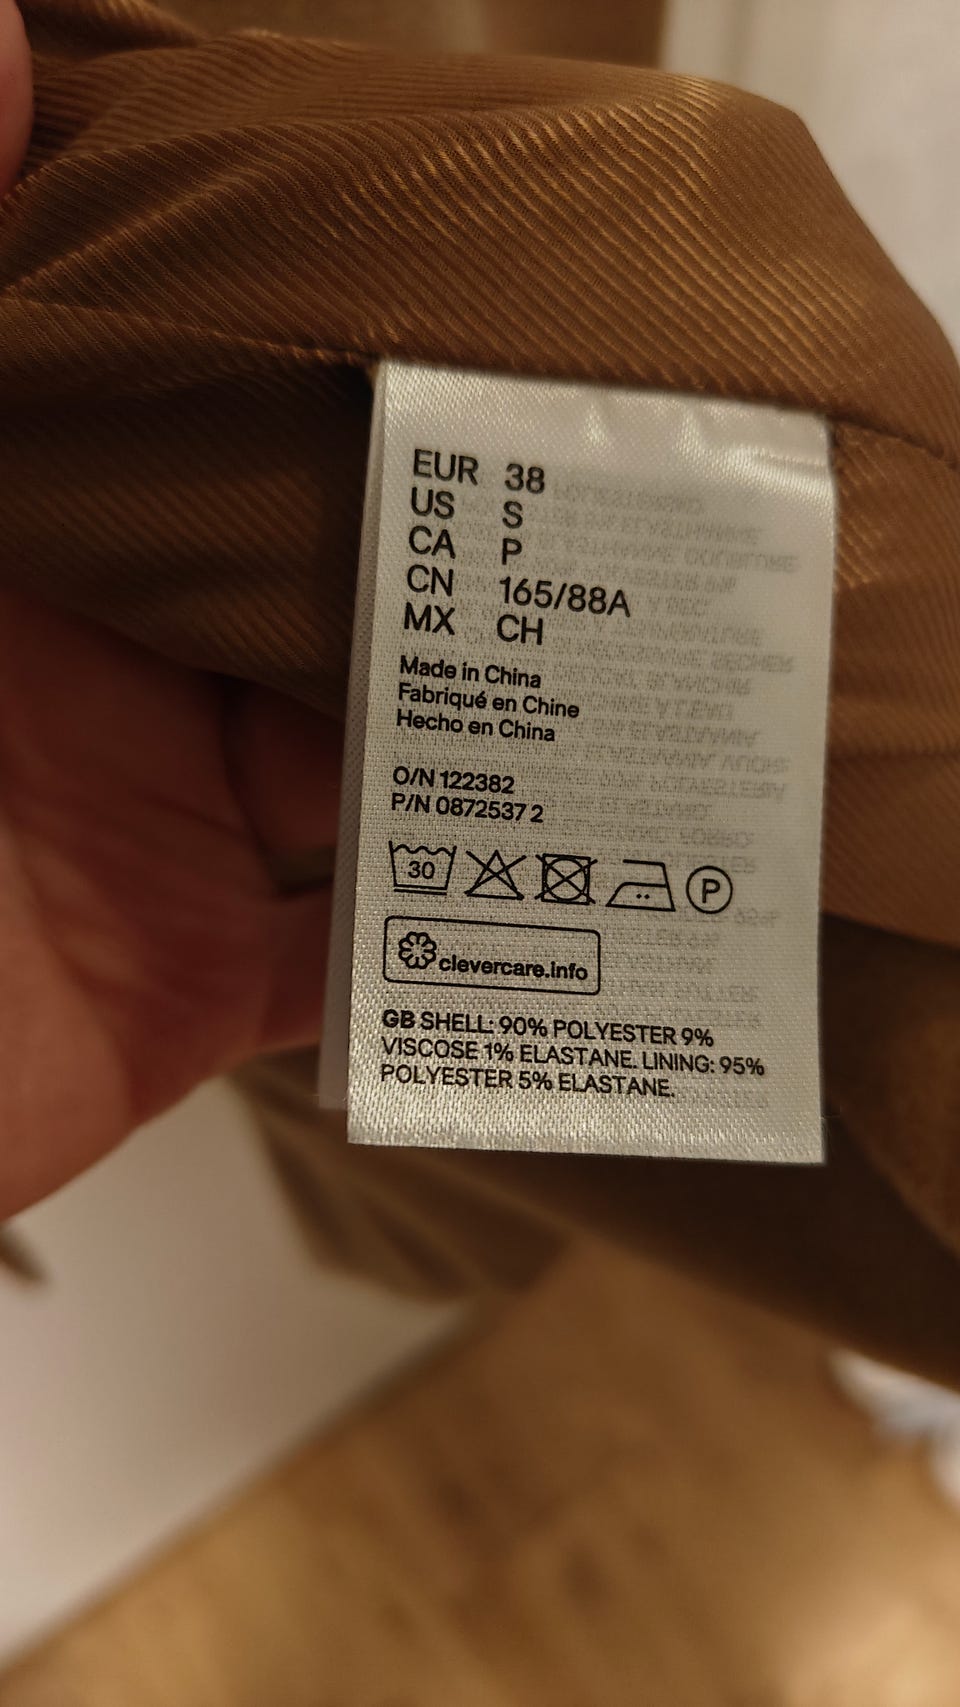 EUR 38
US S
CA P
CN 165/88A
MX CH
Made in China
Fabriqué en Chine
Hecho en China
O/N 122382
P/N 0872537 2
30
P
clevercare.info
GB SHELL: 90% POLYESTER 9%
VISCOSE 1% ELASTANE. LINING: 95%
POLYESTER 5% ELASTANE.